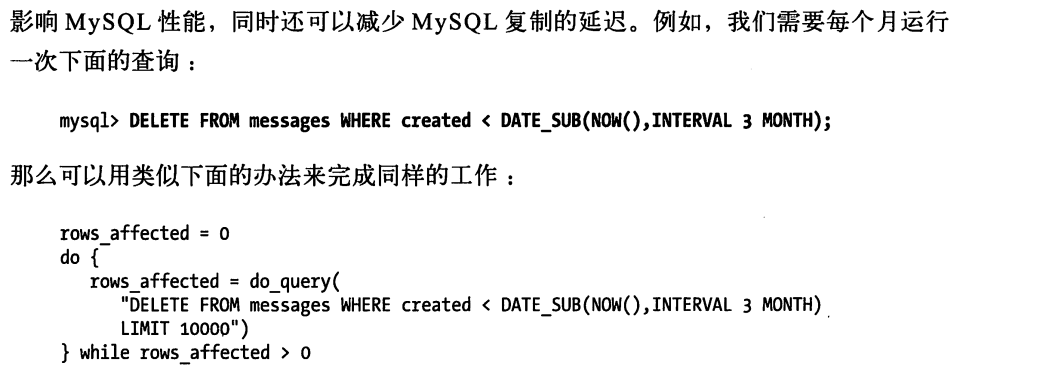 影响 MySQL 性能，同时还可以减少 MySQL 复制的延迟。例如，我们需要每个月运行
一次下面的查询：
mysql> DELETE FROM messages WHERE created < DATE_SUB(NOW(),INTERVAL 3 MONTH);
那么可以用类似下面的办法来完成同样的工作：
rows_affected = 0
do {
rows_affected = do_query(
"DELETE FROM messages WHERE created < DATE_SUB(NOW(),INTERVAL 3 MONTH)
LIMIT 10000")
} while rows_affected > 0